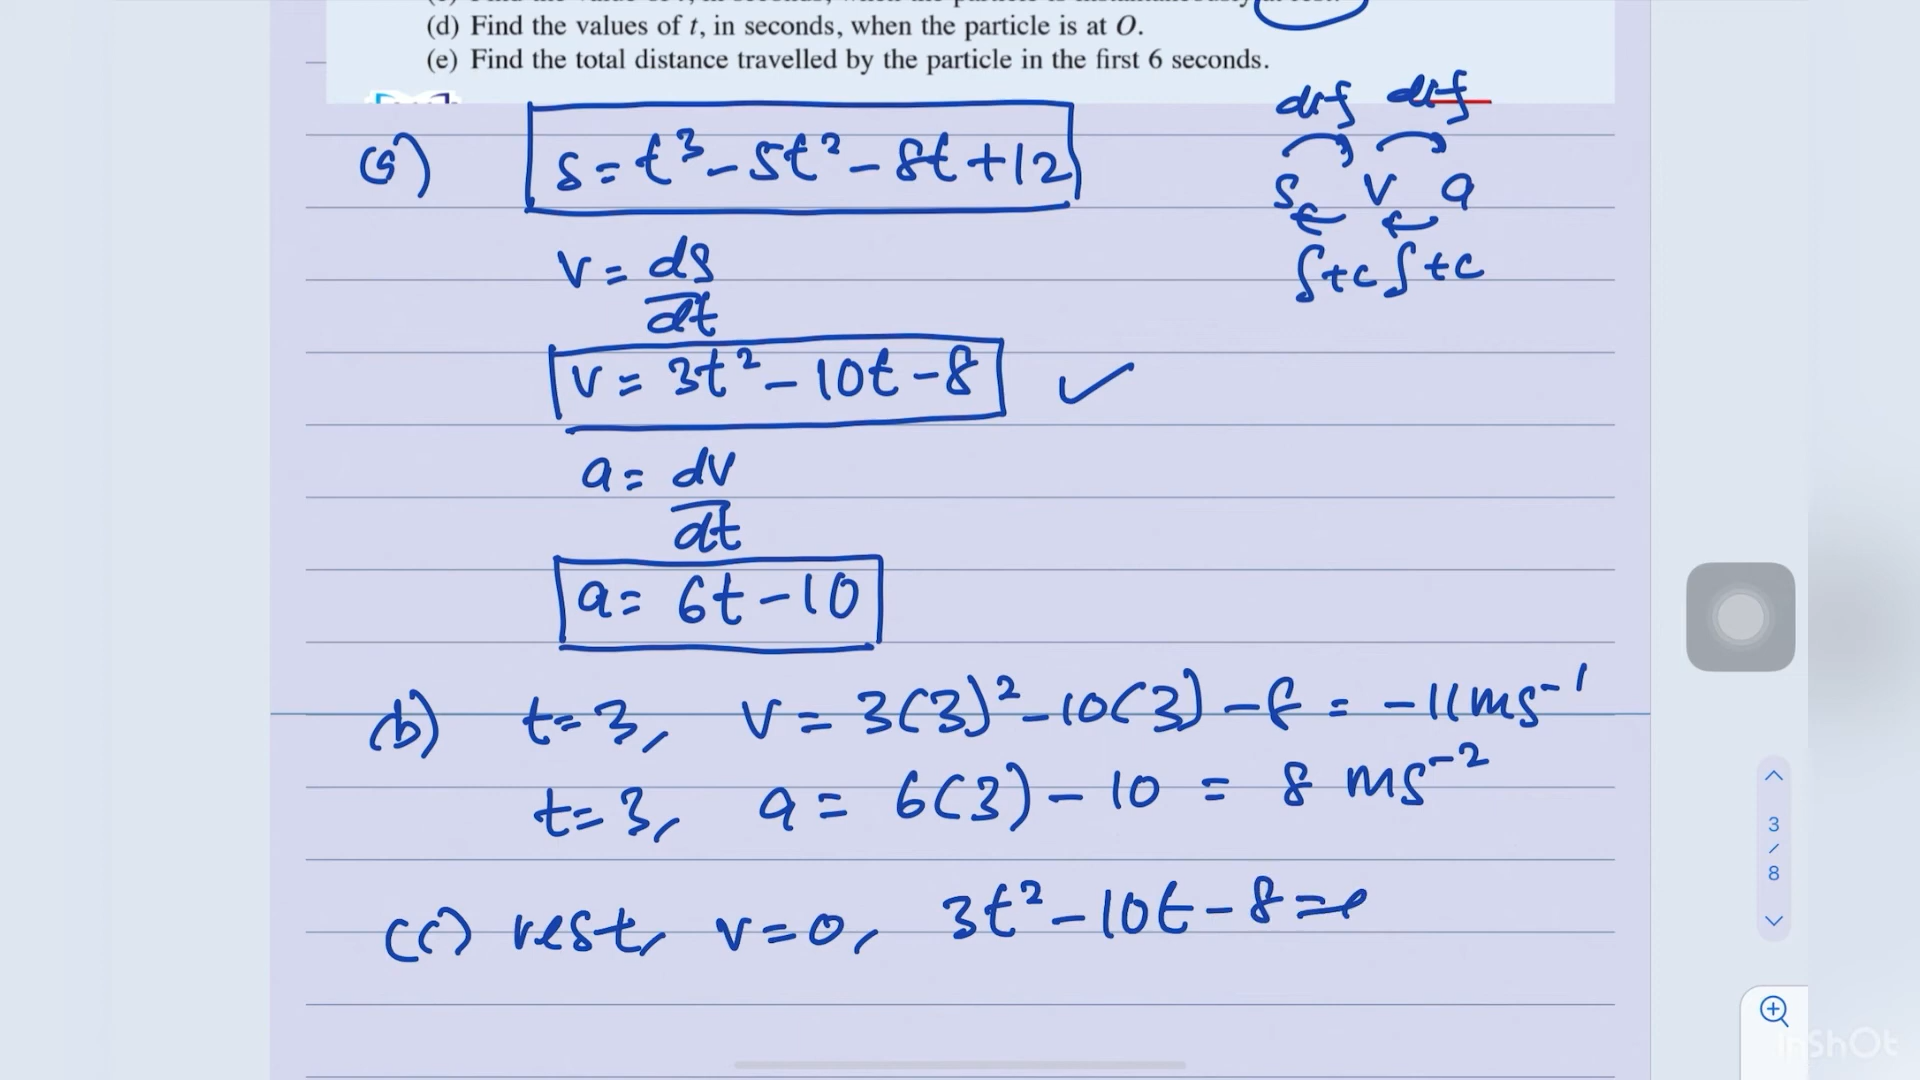 (d) Find the values of t, in seconds, when the particle is at O.
(e) Find the total distance travelled by the particle in the first 6 seconds.
dif dif
(a) s = t³ - 5t² - 8t + 12
s v a
v = ds/dt
∫+c ∫+c
v = 3t² - 10t - 8 ✓
a = dv/dt
a = 6t - 10
(b) t = 3, v = 3(3)² - 10(3) - 8 = -11 ms⁻¹
t = 3, a = 6(3) - 10 = 8 ms⁻²
(c) rest, v = 0, 3t² - 10t - 8 = 0
3
/
8
InShOt